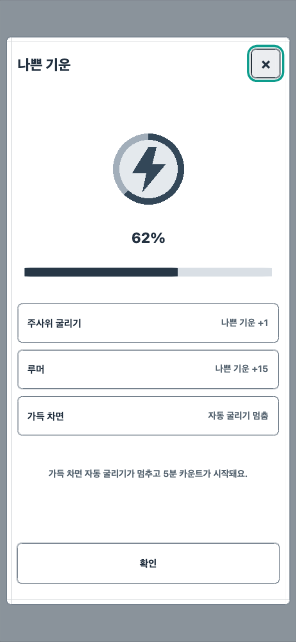 나쁜 기운
×
62%
주사위 굴리기 나쁜 기운 +1
루머 나쁜 기운 +15
가득 차면 자동 굴리기 멈춤
가득 차면 자동 굴리기가 멈추고 5분 카운트가 시작돼요.
확인